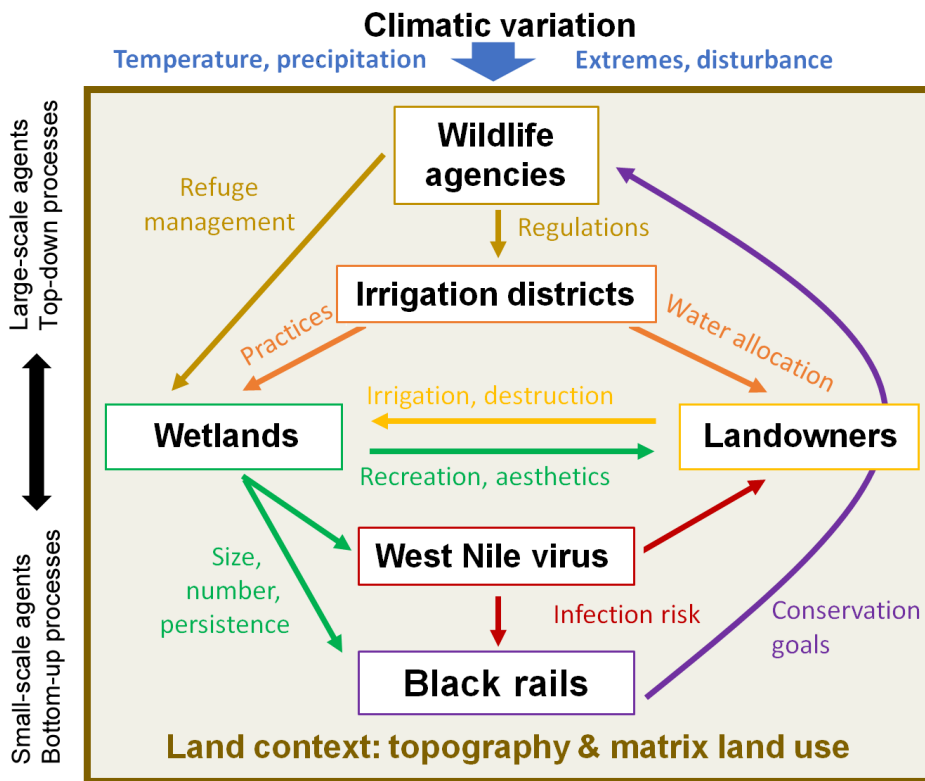 Climatic variation
Temperature, precipitation
Extremes, disturbance
Large-scale agents
Top-down processes
Small-scale agents
Bottom-up processes
Wildlife
agencies
Refuge
management
Regulations
Irrigation districts
Practices
Water allocation
Irrigation, destruction
Wetlands
Landowners
Recreation, aesthetics
West Nile virus
Size,
number,
persistence
Infection risk
Conservation
goals
Black rails
Land context: topography & matrix land use